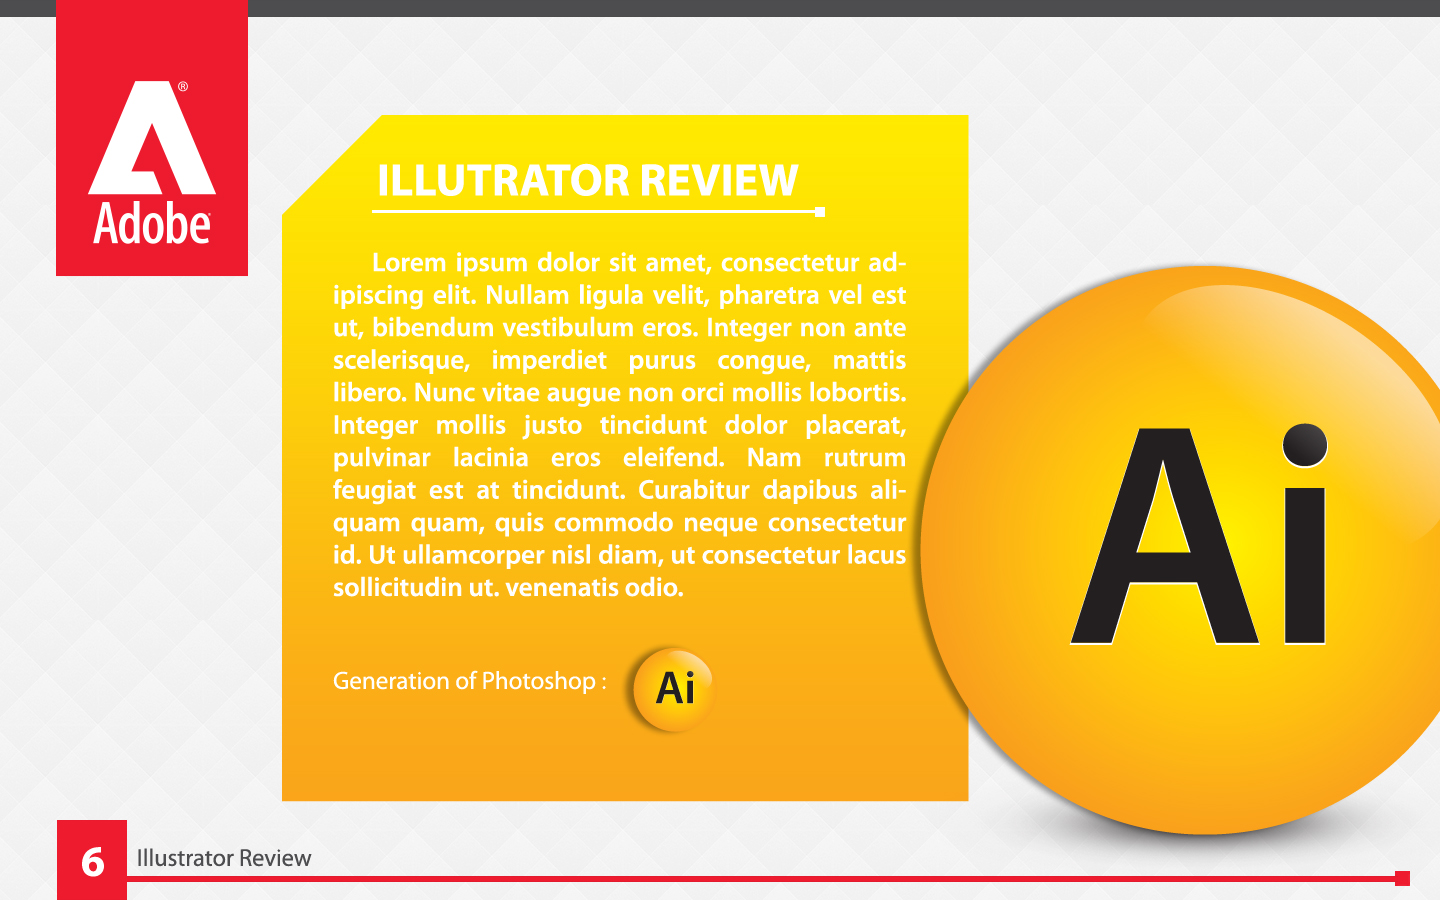 ®
Adobe
ILLUTRATOR REVIEW
Lorem ipsum dolor sit amet, consectetur ad-
ipiscing elit. Nullam ligula velit, pharetra vel est
ut, bibendum vestibulum eros. Integer non ante
scelerisque, imperdiet purus congue, mattis
libero. Nunc vitae augue non orci mollis lobortis.
Integer mollis justo tincidunt dolor placerat,
pulvinar lacinia eros eleifend. Nam rutrum
feugiat est at tincidunt. Curabitur dapibus ali-
quam quam, quis commodo neque consectetur
id. Ut ullamcorper nisl diam, ut consectetur lacus
sollicitudin ut. venenatis odio.
Generation of Photoshop :
Ai
Ai
6
Illustrator Review